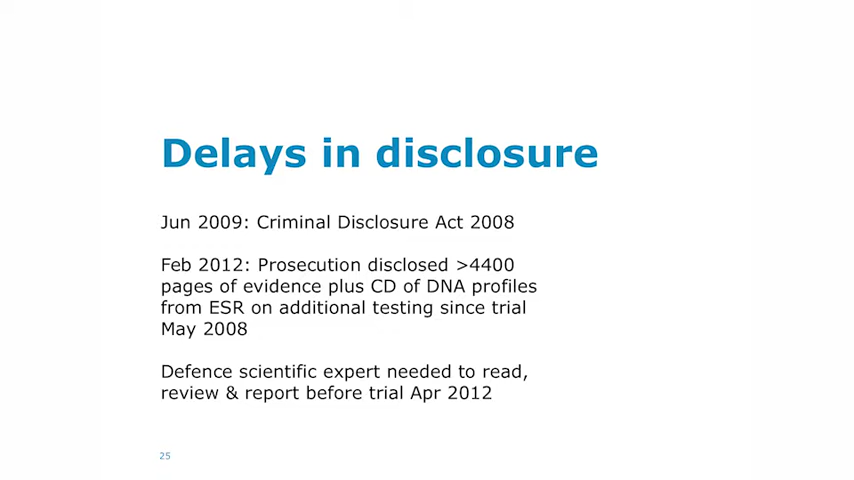 Delays in disclosure
Jun 2009: Criminal Disclosure Act 2008
Feb 2012: Prosecution disclosed >4400
pages of evidence plus CD of DNA profiles
from ESR on additional testing since trial
May 2008
Defence scientific expert needed to read,
review & report before trial Apr 2012
25